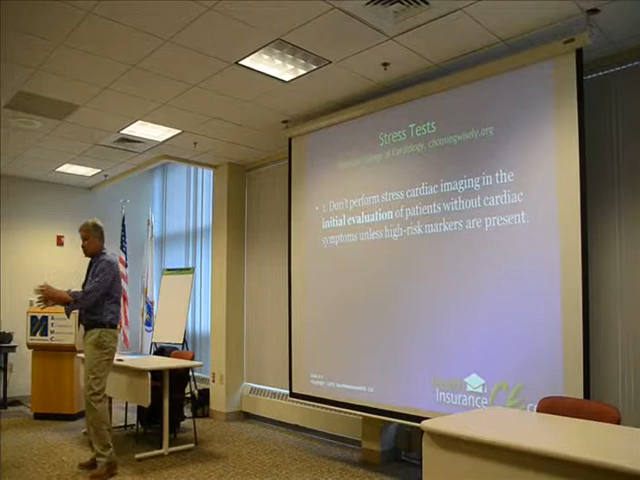 Stress Tests
College of Cardiology, choosingwisely.org
• 1. Don't perform stress cardiac imaging in the
initial evaluation of patients without cardiac
symptoms unless high-risk markers are present.
insurance CE